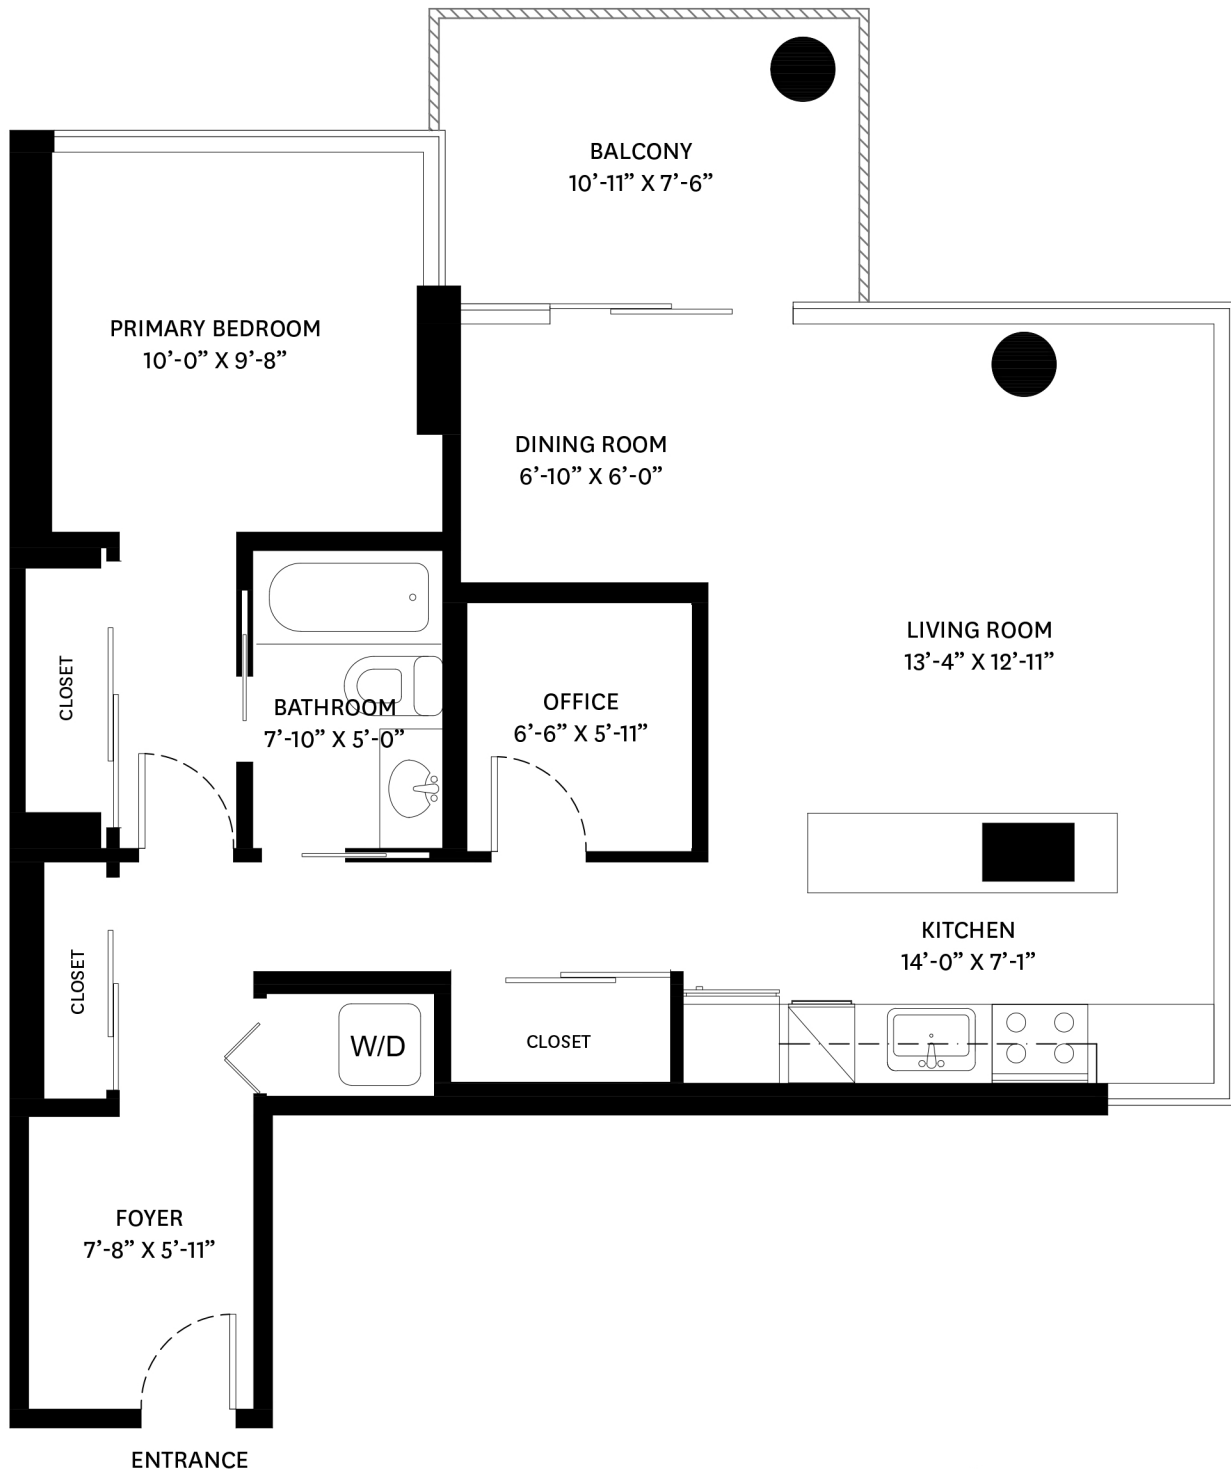 BALCONY
10’-11” X 7’-6”
PRIMARY BEDROOM
10’-0” X 9’-8”
DINING ROOM
6’-10” X 6’-0”
LIVING ROOM
13’-4” X 12’-11”
CLOSET
BATHROOM
7’-10” X 5’-0”
OFFICE
6’-6” X 5’-11”
KITCHEN
14’-0” X 7’-1”
CLOSET
W/D
CLOSET
FOYER
7’-8” X 5’-11”
ENTRANCE